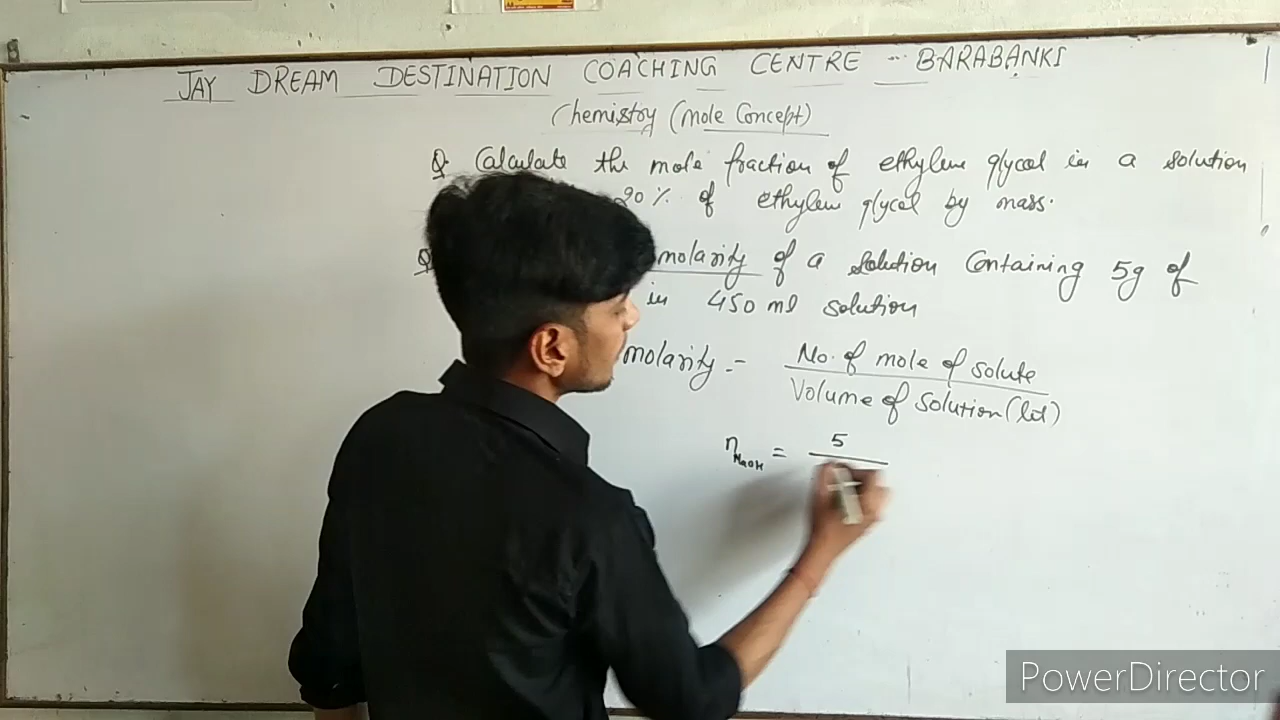 JAY DREAM DESTINATION COACHING CENTRE - BARABANKI
Chemistry (Mole Concept)
Q. Calculate the mole fraction of ethylene glycol in a solution
20% of ethylene glycol by mass.
Q molarity of a solution Containing 5g of
in 450 ml solution
molarity = No. of mole of solute
Volume of solution (lit)
n NaOH = 5
PowerDirector